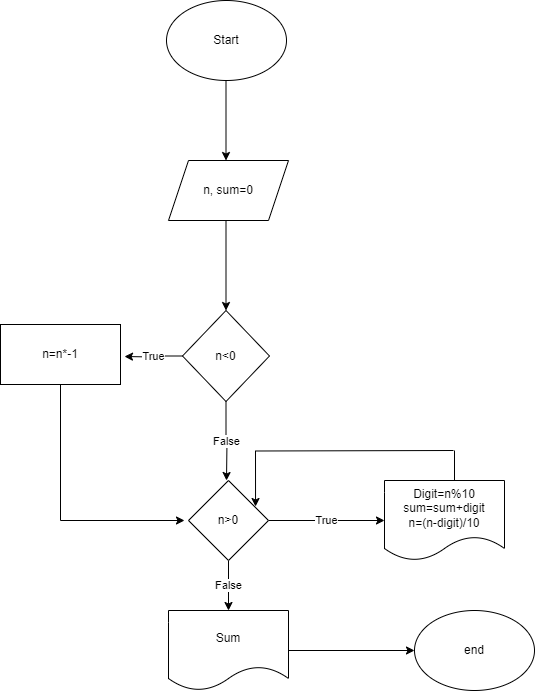 Start
n, sum=0
n<0
True
n=n*-1
False
n>0
True
Digit=n%10
sum=sum+digit
n=(n-digit)/10
False
Sum
end